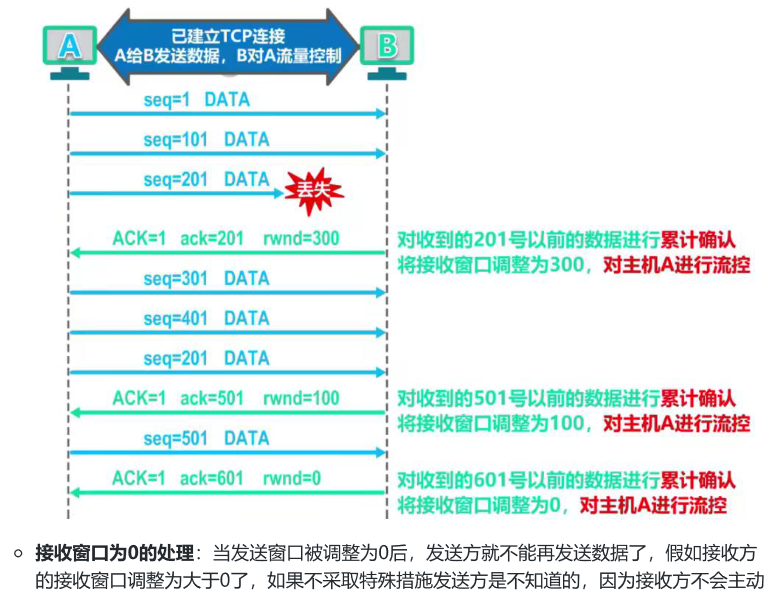 已建立TCP连接
A给B发送数据，B对A流量控制
A
B
seq=1 DATA
seq=101 DATA
seq=201 DATA
丢失
ACK=1 ack=201 rwnd=300
对收到的201号以前的数据进行累计确认
将接收窗口调整为300，对主机A进行流控
seq=301 DATA
seq=401 DATA
seq=201 DATA
ACK=1 ack=501 rwnd=100
对收到的501号以前的数据进行累计确认
将接收窗口调整为100，对主机A进行流控
seq=501 DATA
ACK=1 ack=601 rwnd=0
对收到的601号以前的数据进行累计确认
将接收窗口调整为0，对主机A进行流控
接收窗口为0的处理：当发送窗口被调整为0后，发送方就不能再发送数据了，假如接收方
的接收窗口调整为大于0了，如果不采取特殊措施发送方是不知道的，因为接收方不会主动